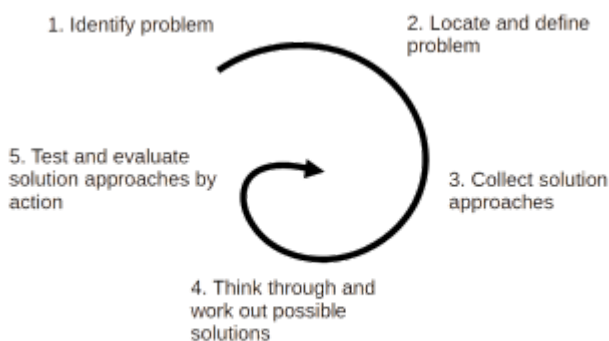 1. Identify problem
2. Locate and define
problem
3. Collect solution
approaches
4. Think through and
work out possible
solutions
5. Test and evaluate
solution approaches by
action